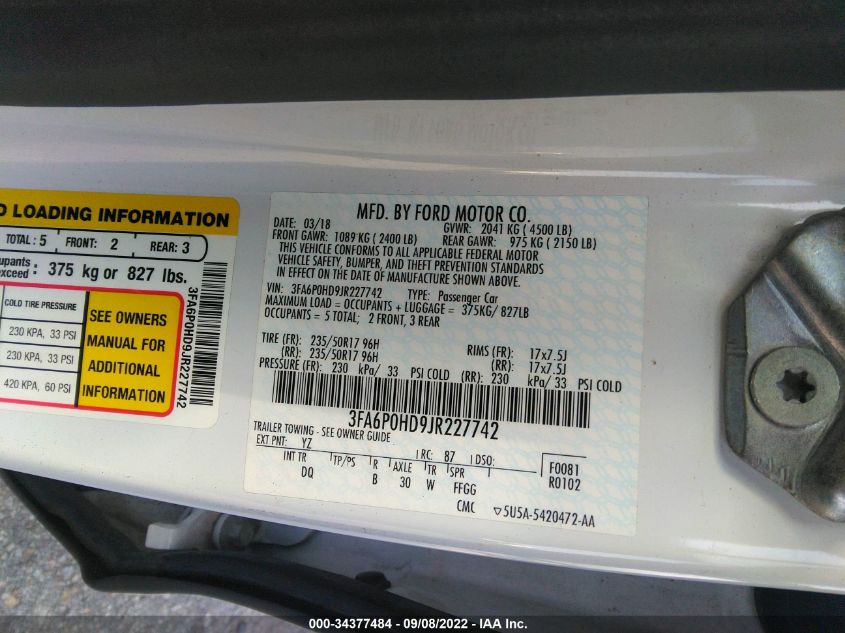 D LOADING INFORMATION
TOTAL: 5 FRONT: 2 REAR: 3
upants
exceed : 375 kg or 827 lbs.
COLD TIRE PRESSURE
230 KPA, 33 PSI
230 KPA, 33 PSI
420 KPA, 60 PSI
SEE OWNERS
MANUAL FOR
ADDITIONAL
INFORMATION
3FA6P0HD9JR227742
MFD. BY FORD MOTOR CO.
DATE: 03/18 GVWR: 2041 KG ( 4500 LB)
FRONT GAWR: 1089 KG ( 2400 LB) REAR GAWR: 975 KG ( 2150 LB)
THIS VEHICLE CONFORMS TO ALL APPLICABLE FEDERAL MOTOR
VEHICLE SAFETY, BUMPER, AND THEFT PREVENTION STANDARDS
IN EFFECT ON THE DATE OF MANUFACTURE SHOWN ABOVE.
VIN: 3FA6P0HD9JR227742 TYPE: Passenger Car
MAXIMUM LOAD = OCCUPANTS + LUGGAGE = 375KG/ 827LB
OCCUPANTS = 5 TOTAL; 2 FRONT, 3 REAR
TIRE (FR): 235/50R17 96H RIMS (FR): 17x7.5J
(RR): 235/50R17 96H (RR): 17x7.5J
PRESSURE (FR): 230 kPa/ 33 PSI COLD (RR): 230 kPa/ 33 PSI COLD
3FA6P0HD9JR227742
TRAILER TOWING - SEE OWNER GUIDE
EXT PNT: YZ RC: 87 DSO: F0081
INT TR TP/PS R AXLE TR SPR R0102
DQ B 30 W FFGG
CMC ▽5U5A-5420472-AA
000-34377484 - 09/08/2022 - IAA Inc.